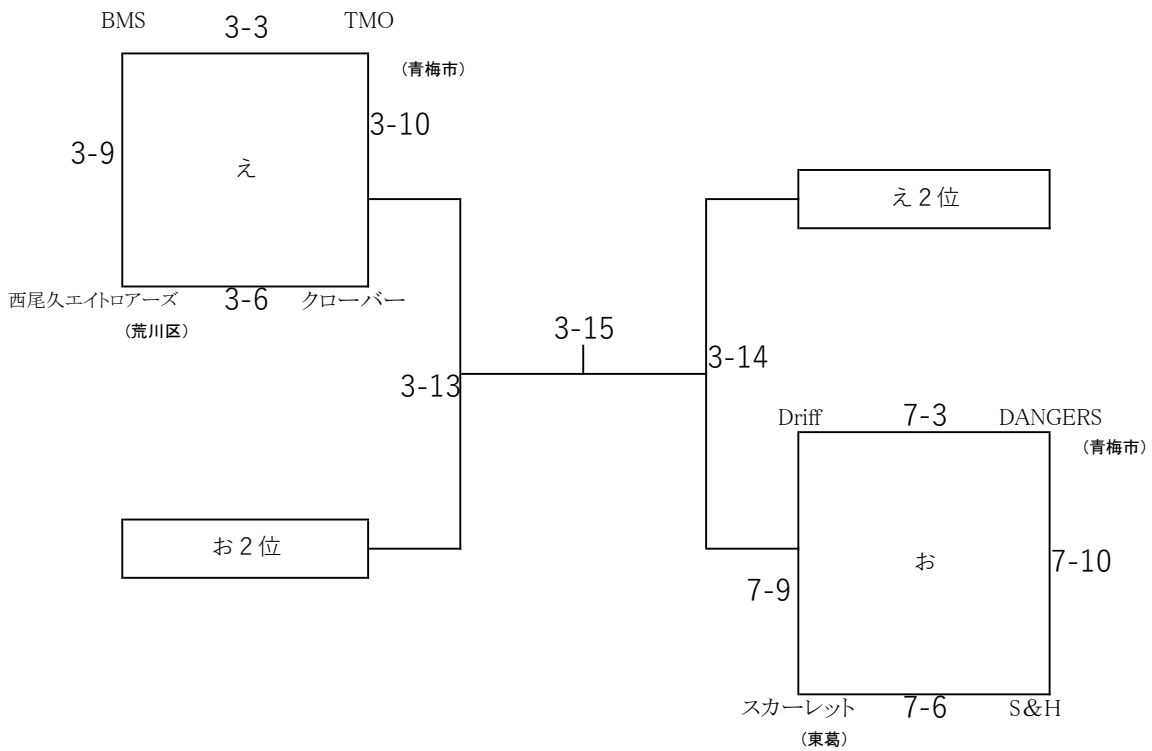 BMS 3-3 TMO
(青梅市)
3-9 え 3-10
西尾久エイトロアーズ 3-6 クローバー
(荒川区)
え２位
3-15
3-13 3-14
Driff 7-3 DANGERS
(青梅市)
お２位
7-9 お 7-10
スカーレット 7-6 S&H
(東葛)